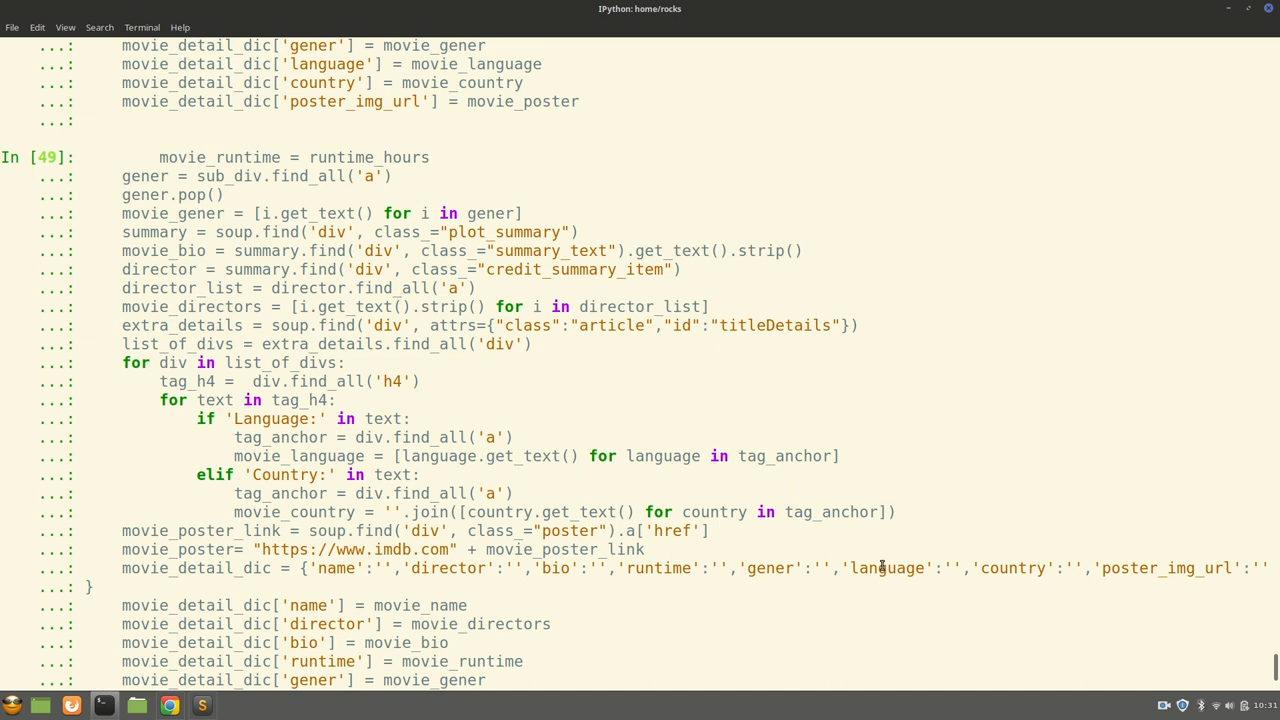 IPython: home/rocks
File Edit View Search Terminal Help
...:     movie_detail_dic['gener'] = movie_gener
...:     movie_detail_dic['language'] = movie_language
...:     movie_detail_dic['country'] = movie_country
...:     movie_detail_dic['poster_img_url'] = movie_poster
...:
In [49]:         movie_runtime = runtime_hours
...:     gener = sub_div.find_all('a')
...:     gener.pop()
...:     movie_gener = [i.get_text() for i in gener]
...:     summary = soup.find('div', class_="plot_summary")
...:     movie_bio = summary.find('div', class_="summary_text").get_text().strip()
...:     director = summary.find('div', class_="credit_summary_item")
...:     director_list = director.find_all('a')
...:     movie_directors = [i.get_text().strip() for i in director_list]
...:     extra_details = soup.find('div', attrs={"class":"article","id":"titleDetails"})
...:     list_of_divs = extra_details.find_all('div')
...:     for div in list_of_divs:
...:         tag_h4 =  div.find_all('h4')
...:         for text in tag_h4:
...:             if 'Language:' in text:
...:                 tag_anchor = div.find_all('a')
...:                 movie_language = [language.get_text() for language in tag_anchor]
...:             elif 'Country:' in text:
...:                 tag_anchor = div.find_all('a')
...:                 movie_country = ''.join([country.get_text() for country in tag_anchor])
...:     movie_poster_link = soup.find('div', class_="poster").a['href']
...:     movie_poster= "https://www.imdb.com" + movie_poster_link
...:     movie_detail_dic = {'name':'','director':'','bio':'','runtime':'','gener':'','language':'','country':'','poster_img_url':''
...: }
...:     movie_detail_dic['name'] = movie_name
...:     movie_detail_dic['director'] = movie_directors
...:     movie_detail_dic['bio'] = movie_bio
...:     movie_detail_dic['runtime'] = movie_runtime
...:     movie_detail_dic['gener'] = movie_gener
10:31